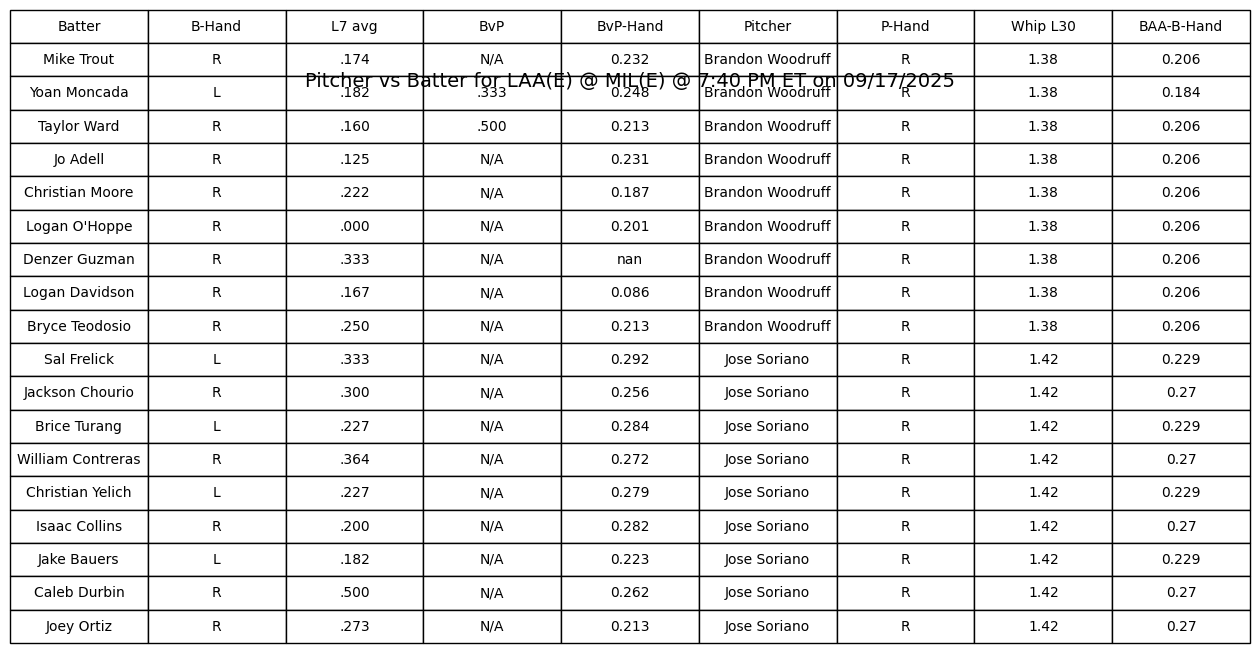 Batter B-Hand L7 avg BvP BvP-Hand Pitcher P-Hand Whip L30 BAA-B-Hand
Mike Trout R .174 N/A 0.232 Brandon Woodruff R 1.38 0.206
Pitcher vs Batter for LAA(E) @ MIL(E) @ 7:40 PM ET on 09/17/2025
Yoan Moncada L .182 .333 0.248 Brandon Woodruff R 1.38 0.184
Taylor Ward R .160 .500 0.213 Brandon Woodruff R 1.38 0.206
Jo Adell R .125 N/A 0.231 Brandon Woodruff R 1.38 0.206
Christian Moore R .222 N/A 0.187 Brandon Woodruff R 1.38 0.206
Logan O'Hoppe R .000 N/A 0.201 Brandon Woodruff R 1.38 0.206
Denzer Guzman R .333 N/A nan Brandon Woodruff R 1.38 0.206
Logan Davidson R .167 N/A 0.086 Brandon Woodruff R 1.38 0.206
Bryce Teodosio R .250 N/A 0.213 Brandon Woodruff R 1.38 0.206
Sal Frelick L .333 N/A 0.292 Jose Soriano R 1.42 0.229
Jackson Chourio R .300 N/A 0.256 Jose Soriano R 1.42 0.27
Brice Turang L .227 N/A 0.284 Jose Soriano R 1.42 0.229
William Contreras R .364 N/A 0.272 Jose Soriano R 1.42 0.27
Christian Yelich L .227 N/A 0.279 Jose Soriano R 1.42 0.229
Isaac Collins R .200 N/A 0.282 Jose Soriano R 1.42 0.27
Jake Bauers L .182 N/A 0.223 Jose Soriano R 1.42 0.229
Caleb Durbin R .500 N/A 0.262 Jose Soriano R 1.42 0.27
Joey Ortiz R .273 N/A 0.213 Jose Soriano R 1.42 0.27